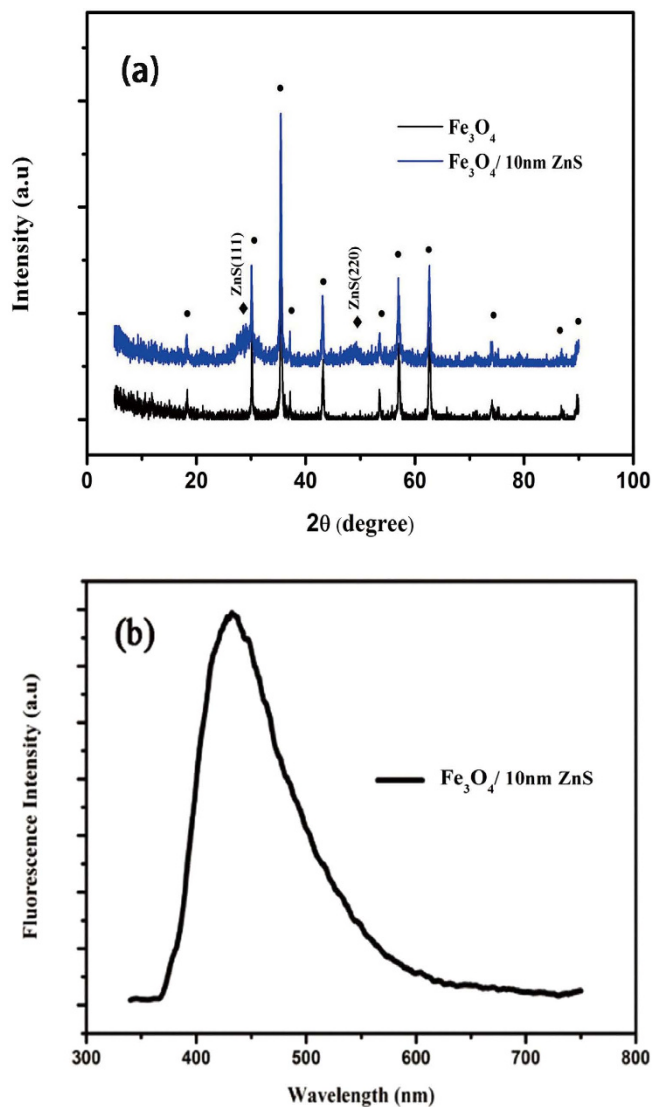 (a)
Fe₃O₄
Fe₃O₄/ 10nm ZnS
ZnS(111)
ZnS(220)
Intensity (a.u)
0 20 40 60 80 100
2θ (degree)
(b)
Fe₃O₄/ 10nm ZnS
Fluorescence Intensity (a.u)
300 400 500 600 700 800
Wavelength (nm)